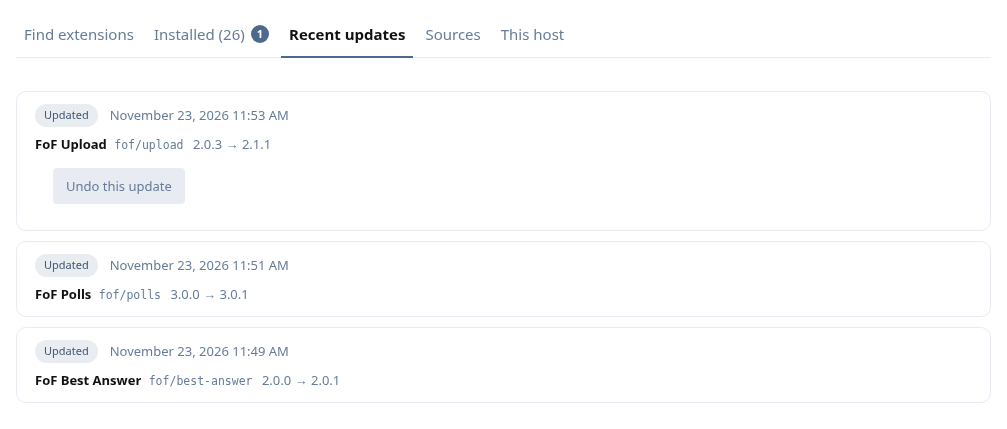 Find extensions Installed (26) 1 Recent updates Sources This host
Updated November 23, 2026 11:53 AM
FoF Upload fof/upload 2.0.3 → 2.1.1
Undo this update
Updated November 23, 2026 11:51 AM
FoF Polls fof/polls 3.0.0 → 3.0.1
Updated November 23, 2026 11:49 AM
FoF Best Answer fof/best-answer 2.0.0 → 2.0.1